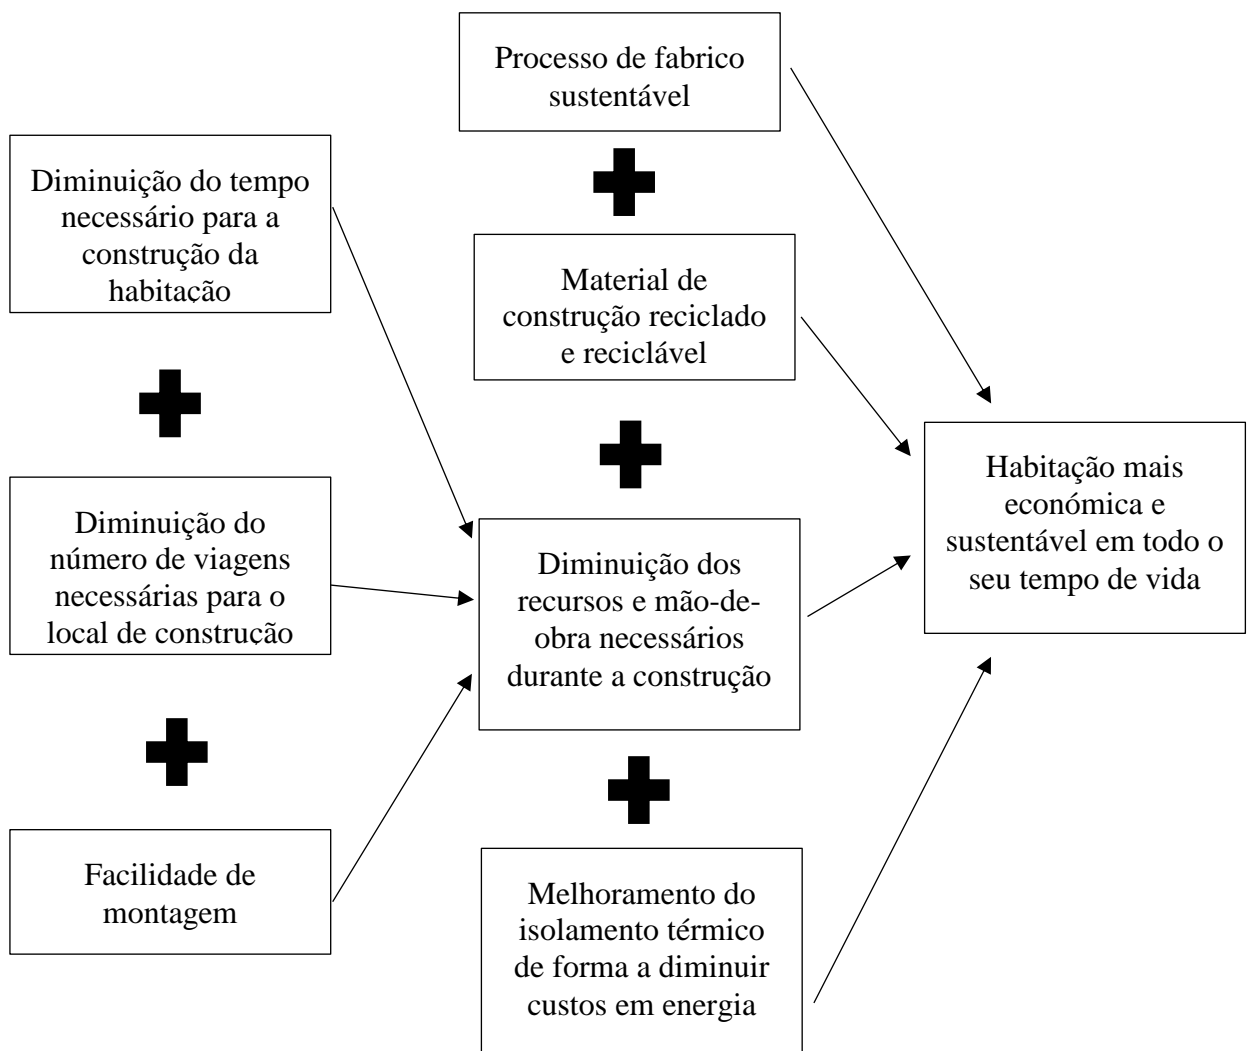 Processo de fabrico
sustentável
Diminuição do tempo
necessário para a
construção da
habitação
Material de
construção reciclado
e reciclável
Diminuição do
número de viagens
necessárias para o
local de construção
Diminuição dos
recursos e mão-de-
obra necessários
durante a construção
Habitação mais
económica e
sustentável em todo o
seu tempo de vida
Facilidade de
montagem
Melhoramento do
isolamento térmico
de forma a diminuir
custos em energia